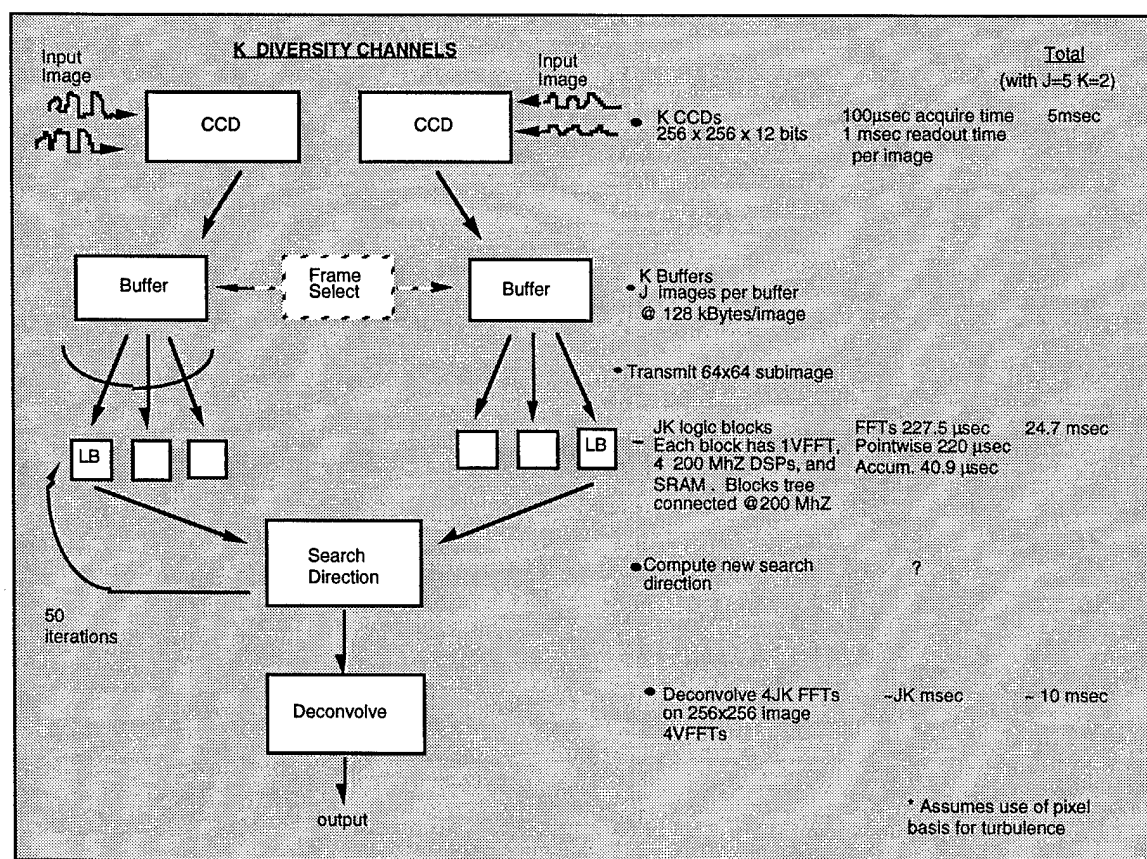 K DIVERSITY CHANNELS
Input
Image
Input
Image
Total
(with J=5 K=2)
CCD
CCD
• K CCDs
256 x 256 x 12 bits
100µsec acquire time
1 msec readout time
per image
5msec
Buffer
Frame
Select
Buffer
• K Buffers
J images per buffer
@ 128 kBytes/image
• Transmit 64x64 subimage
LB
LB
– JK logic blocks
Each block has 1VFFT,
4 200 MhZ DSPs, and
SRAM . Blocks tree
connected @200 MhZ
FFTs 227.5 µsec
Pointwise 220 µsec
Accum. 40.9 µsec
24.7 msec
Search
Direction
• Compute new search
direction
?
50
iterations
Deconvolve
• Deconvolve 4JK FFTs
on 256x256 image
4VFFTs
~JK msec
~ 10 msec
output
* Assumes use of pixel
basis for turbulence